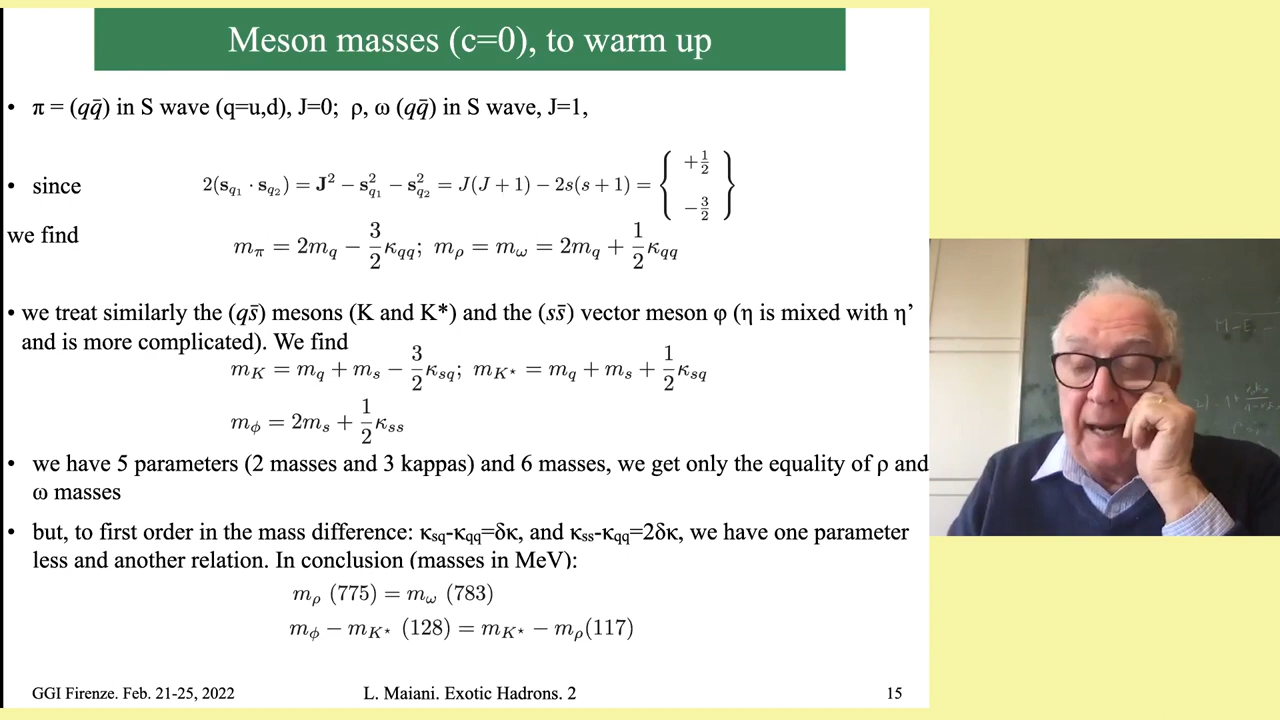 Meson masses (c=0), to warm up
• π = (qq̄) in S wave (q=u,d), J=0; ρ, ω (qq̄) in S wave, J=1,
• since 2(s_{q₁} · s_{q₂}) = J² − s²_{q₁} − s²_{q₂} = J(J + 1) − 2s(s + 1) = { +1/2 −3/2 }
we find
m_π = 2m_q − 3/2 κ_{qq}; m_ρ = m_ω = 2m_q + 1/2 κ_{qq}
• we treat similarly the (qs̄) mesons (K and K*) and the (ss̄) vector meson φ (η is mixed with η’
and is more complicated). We find
m_K = m_q + m_s − 3/2 κ_{sq}; m_{K⋆} = m_q + m_s + 1/2 κ_{sq}
m_ϕ = 2m_s + 1/2 κ_{ss}
• we have 5 parameters (2 masses and 3 kappas) and 6 masses, we get only the equality of ρ and
ω masses
• but, to first order in the mass difference: κ_{sq}-κ_{qq}=δκ, and κ_{ss}-κ_{qq}=2δκ, we have one parameter
less and another relation. In conclusion (masses in MeV):
m_ρ (775) = m_ω (783)
m_ϕ − m_{K⋆} (128) = m_{K⋆} − m_ρ(117)
GGI Firenze. Feb. 21-25, 2022 L. Maiani. Exotic Hadrons. 2 15